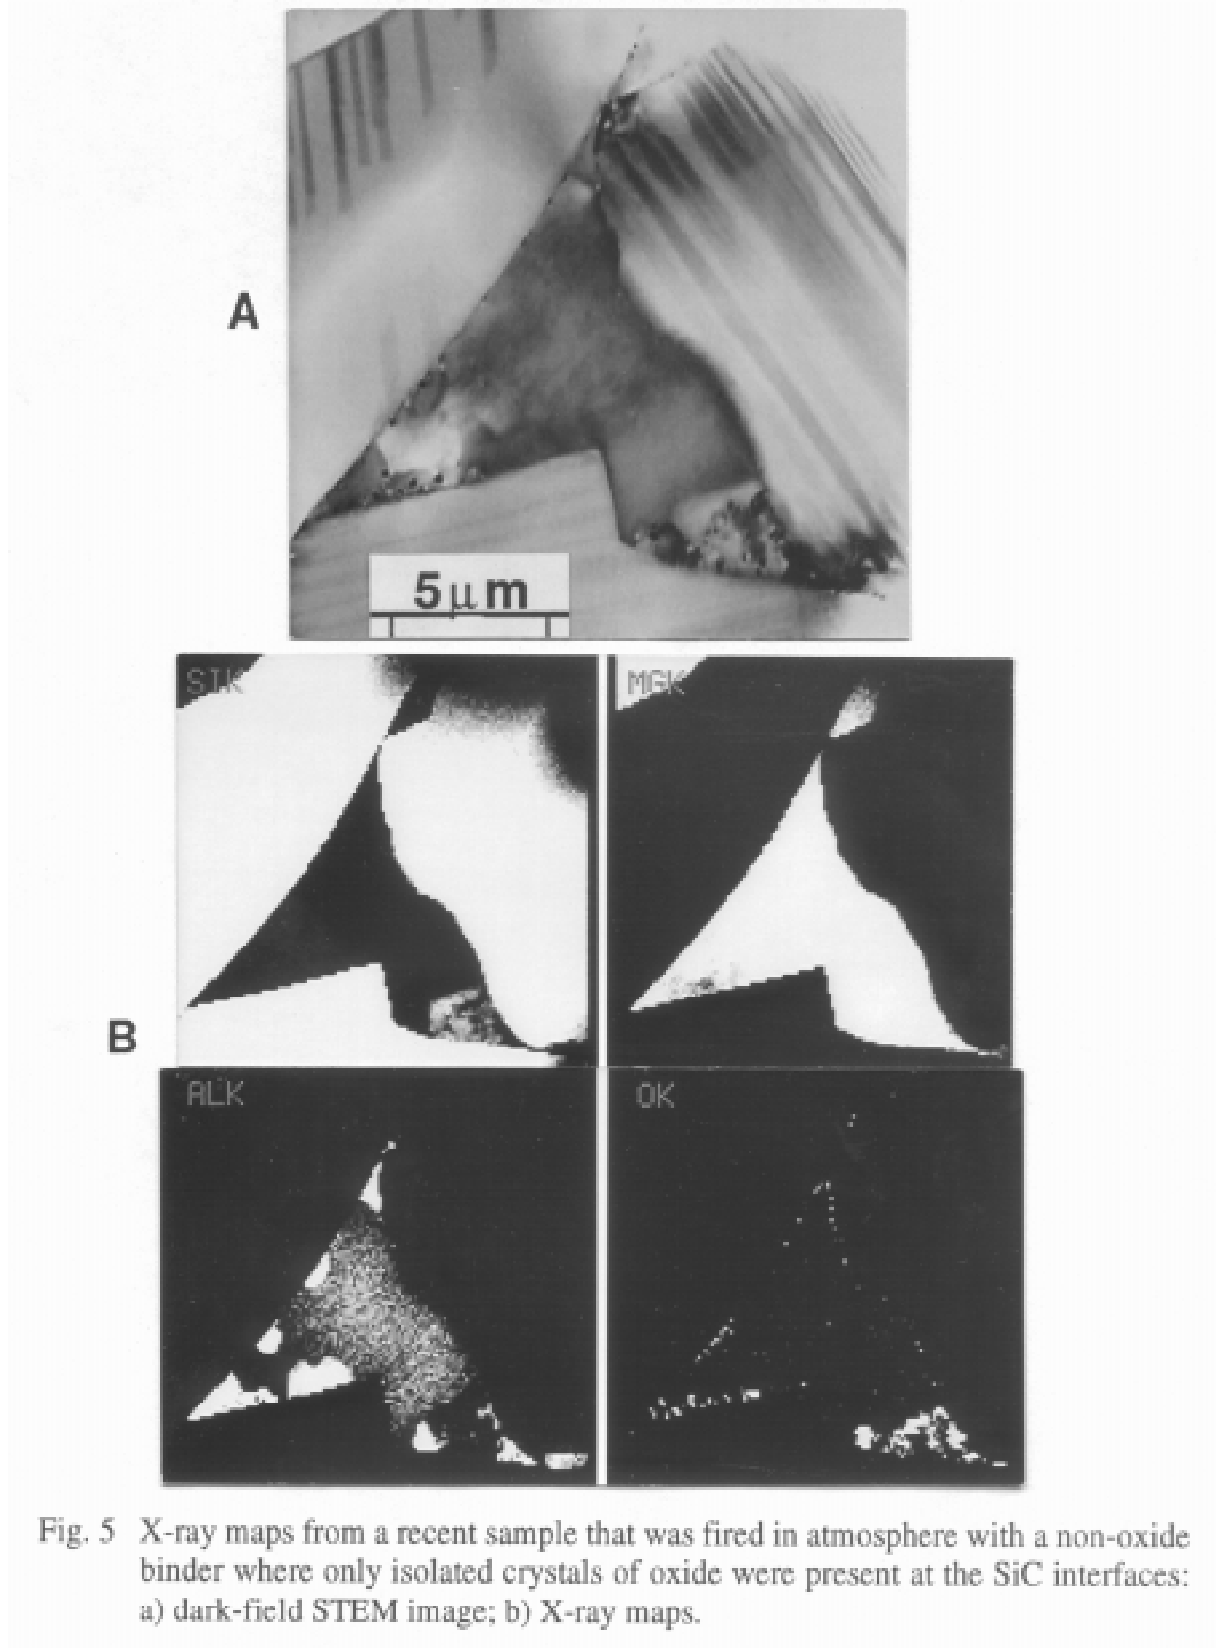 A
5 μm
SIK
MGK
B
ALK
OK
Fig. 5 X-ray maps from a recent sample that was fired in atmosphere with a non-oxide
binder where only isolated crystals of oxide were present at the SiC interfaces:
a) dark-field STEM image; b) X-ray maps.